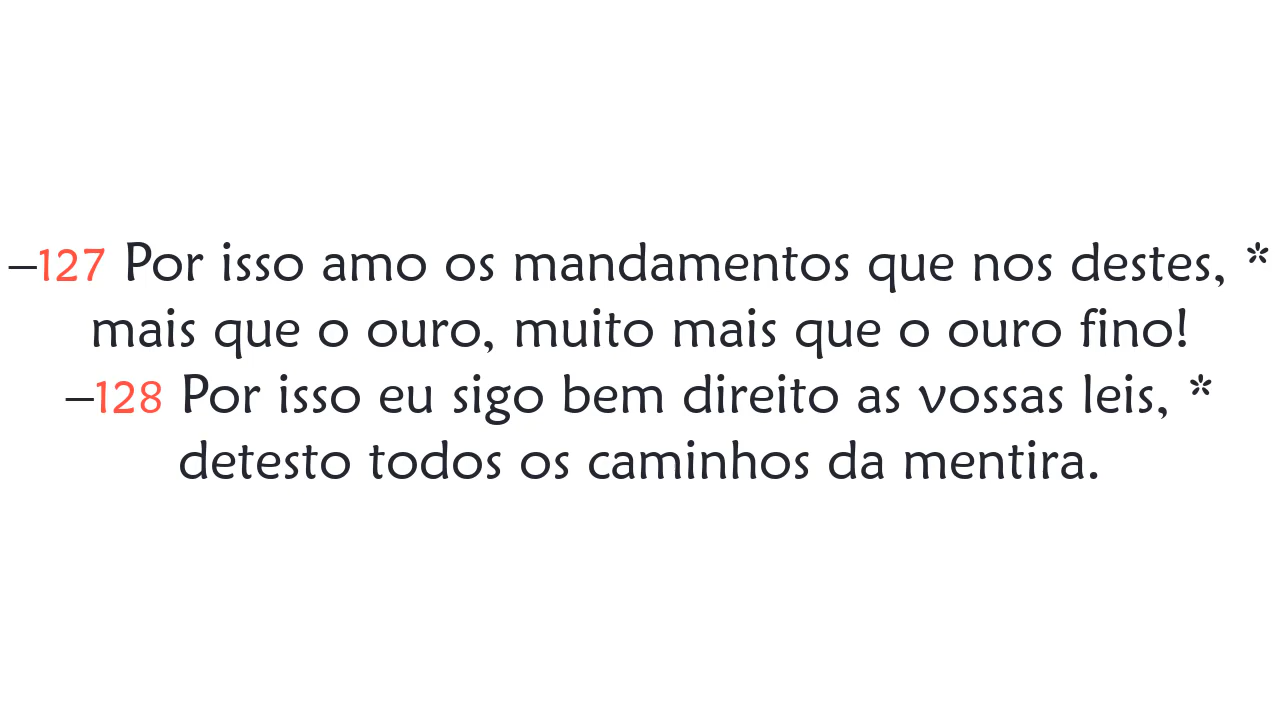 –127 Por isso amo os mandamentos que nos destes, *
mais que o ouro, muito mais que o ouro fino!
–128 Por isso eu sigo bem direito as vossas leis, *
detesto todos os caminhos da mentira.